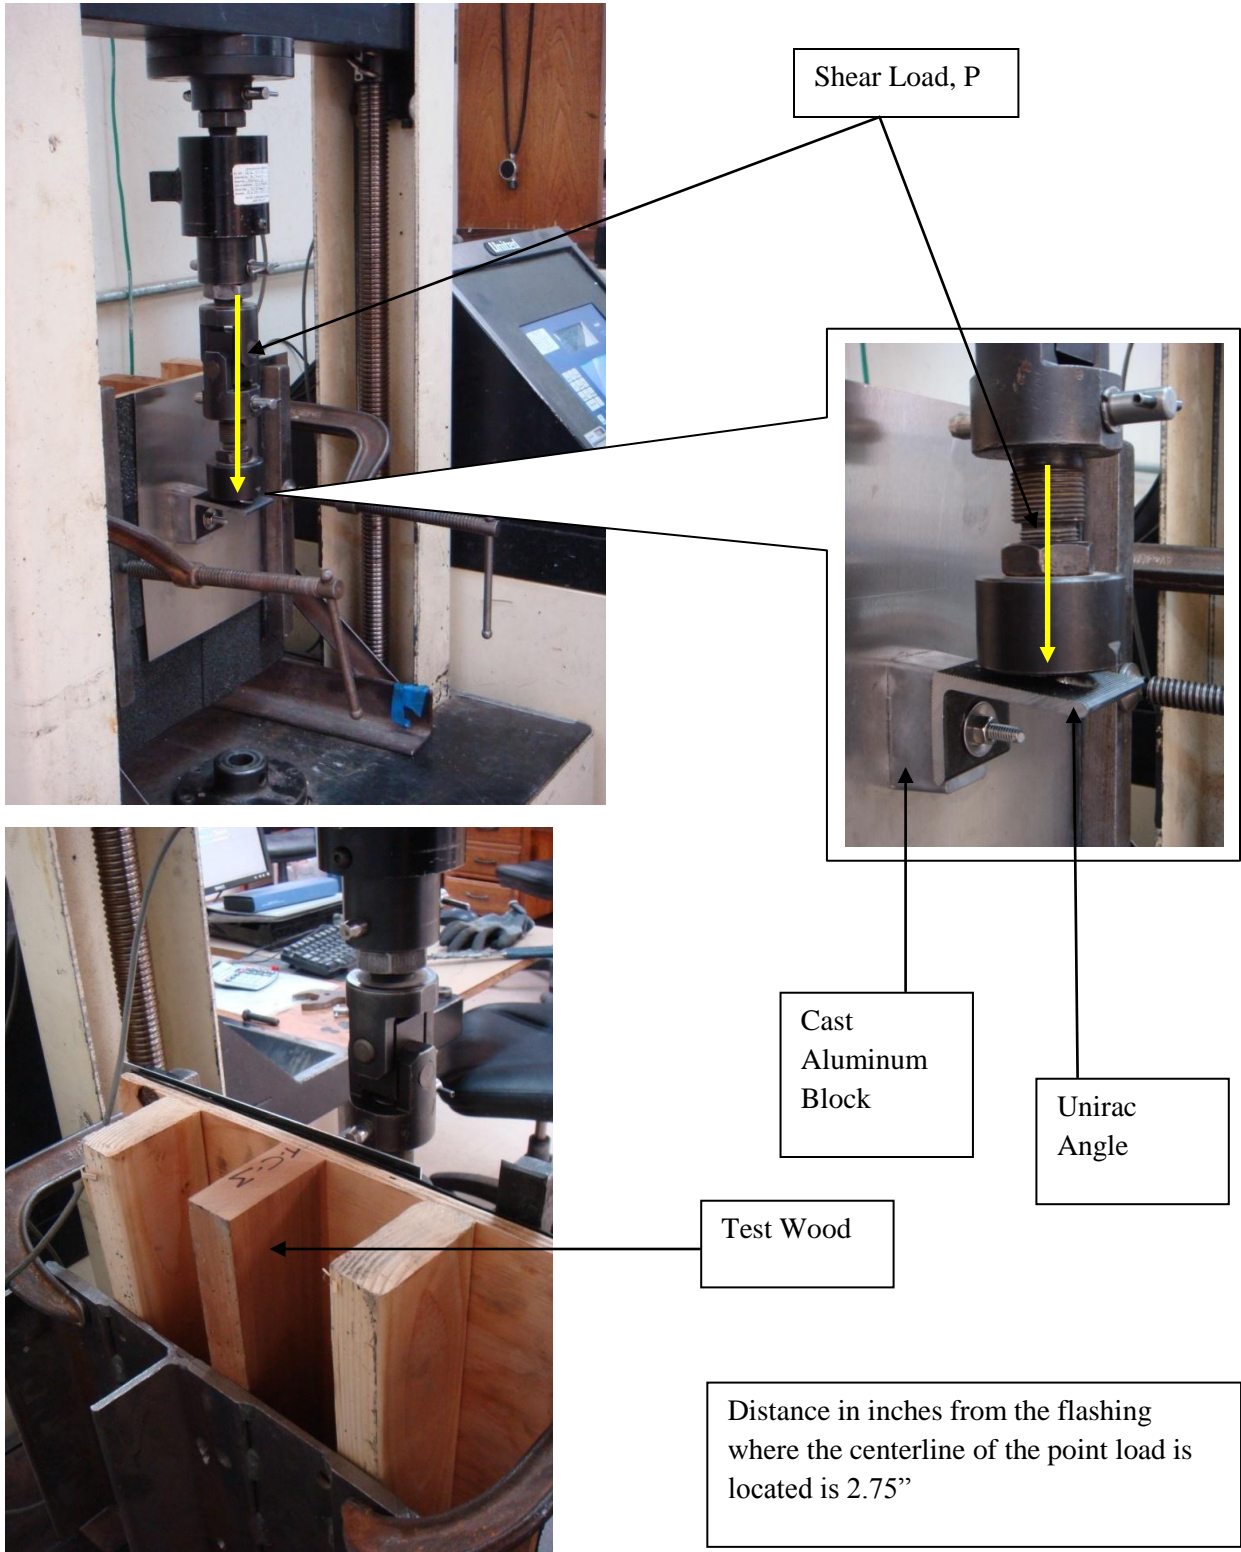 Shear Load, P
United
Cast
Aluminum
Block
Unirac
Angle
T-C-M
Test Wood
Distance in inches from the flashing
where the centerline of the point load is
located is 2.75”